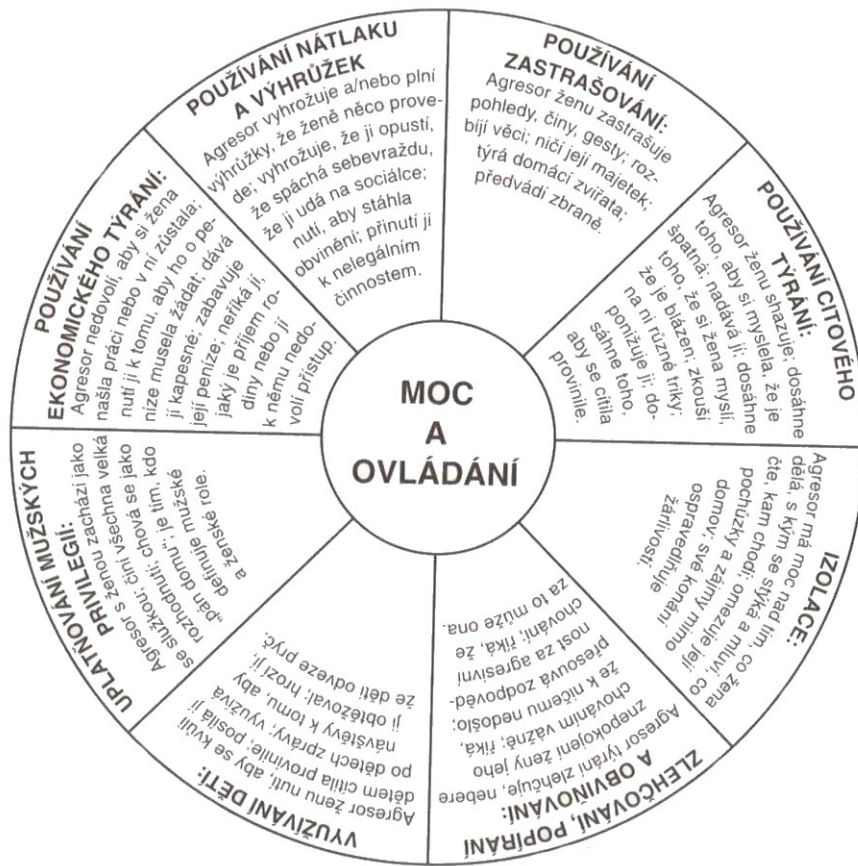 MOC
A
OVLÁDÁNÍ
POUŽÍVÁNÍ NÁTLAKU
A VÝHRŮŽEK
Agresor vyhrožuje a/nebo plní
výhrůžky, že ženě něco prove-
de; vyhrožuje, že ji opustí,
že spáchá sebevraždu,
že ji udá na sociálce;
nutí, aby stáhla
obvinění; přinutí ji
k nelegálním
činnostem.
POUŽÍVÁNÍ
ZASTRAŠOVÁNÍ:
Agresor ženu zastrašuje
pohledy, činy, gesty; roz-
bíjí věci; ničí její majetek;
týrá domácí zvířata;
předvádí zbraně.
POUŽÍVÁNÍ CITOVÉHO
TÝRÁNÍ:
Agresor ženu shazuje; dosáhne
toho, aby si myslela, že je
špatná; nadává jí; dosáhne
toho, že si žena myslí,
že je blázen; zkouší
na ní různé triky;
ponižuje ji; do-
sáhne toho,
aby se cítila
provinile.
IZOLACE:
Agresor má moc nad tím, co žena
dělá, s kým se stýká a mluví, co
čte, kam chodí; omezuje její
pochůzky a zájmy mimo
domov; své konání
ospravedlňuje
žárlivostí.
ZLEHČOVÁNÍ, POPÍRÁNÍ
A OBVIŇOVÁNÍ:
Agresor týrání zlehčuje, nebere
znepokojení ženy jeho
chováním vážně; říká,
že k ničemu nedošlo;
přesouvá zodpověd-
nost za agresivní
chování; říká, že
za to může ona.
VYUŽÍVÁNÍ DĚTÍ:
Agresor ženu nutí, aby se kvůli
dětem cítila provinile; posílá jí
po dětech zprávy; využívá
návštěvy k tomu, aby
ji obtěžoval; hrozí jí
že děti odveze pryč.
UPLATNOVÁNÍ MUŽSKÝCH
PRIVILEGIÍ:
Agresor s ženou zachází jako
se služkou; činí všechna velká
rozhodnutí; chová se jako
„pán domu“; je tím, kdo
definuje mužské
a ženské role.
POUŽÍVÁNÍ
EKONOMICKÉHO TÝRÁNÍ:
Agresor nedovolí, aby si žena
našla práci nebo v ní zůstala;
nutí ji k tomu, aby ho o pe-
níze musela žádat; dává
jí kapesné; zabavuje
její peníze; neříká jí,
jaký je příjem ro-
diny nebo jí
k němu nedo-
volí přístup.